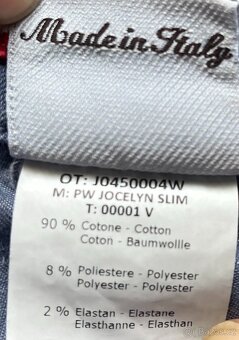 Made in Italy
OT: J0450004W
M: PW JOCELYN SLIM
T: 00001 V
90 % Cotone - Cotton
Coton - Baumwollle
8 % Poliestere - Polyester
Polyester - Polyester
2 % Elastan - Elastane
Elasthanne - Elasthan